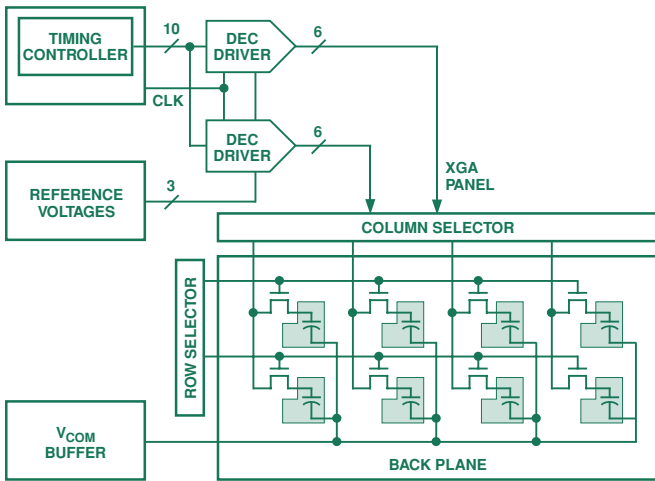 TIMING
CONTROLLER
10
DEC
DRIVER
6
CLK
DEC
DRIVER
6
REFERENCE
VOLTAGES
3
XGA
PANEL
COLUMN SELECTOR
ROW SELECTOR
VCOM
BUFFER
BACK PLANE